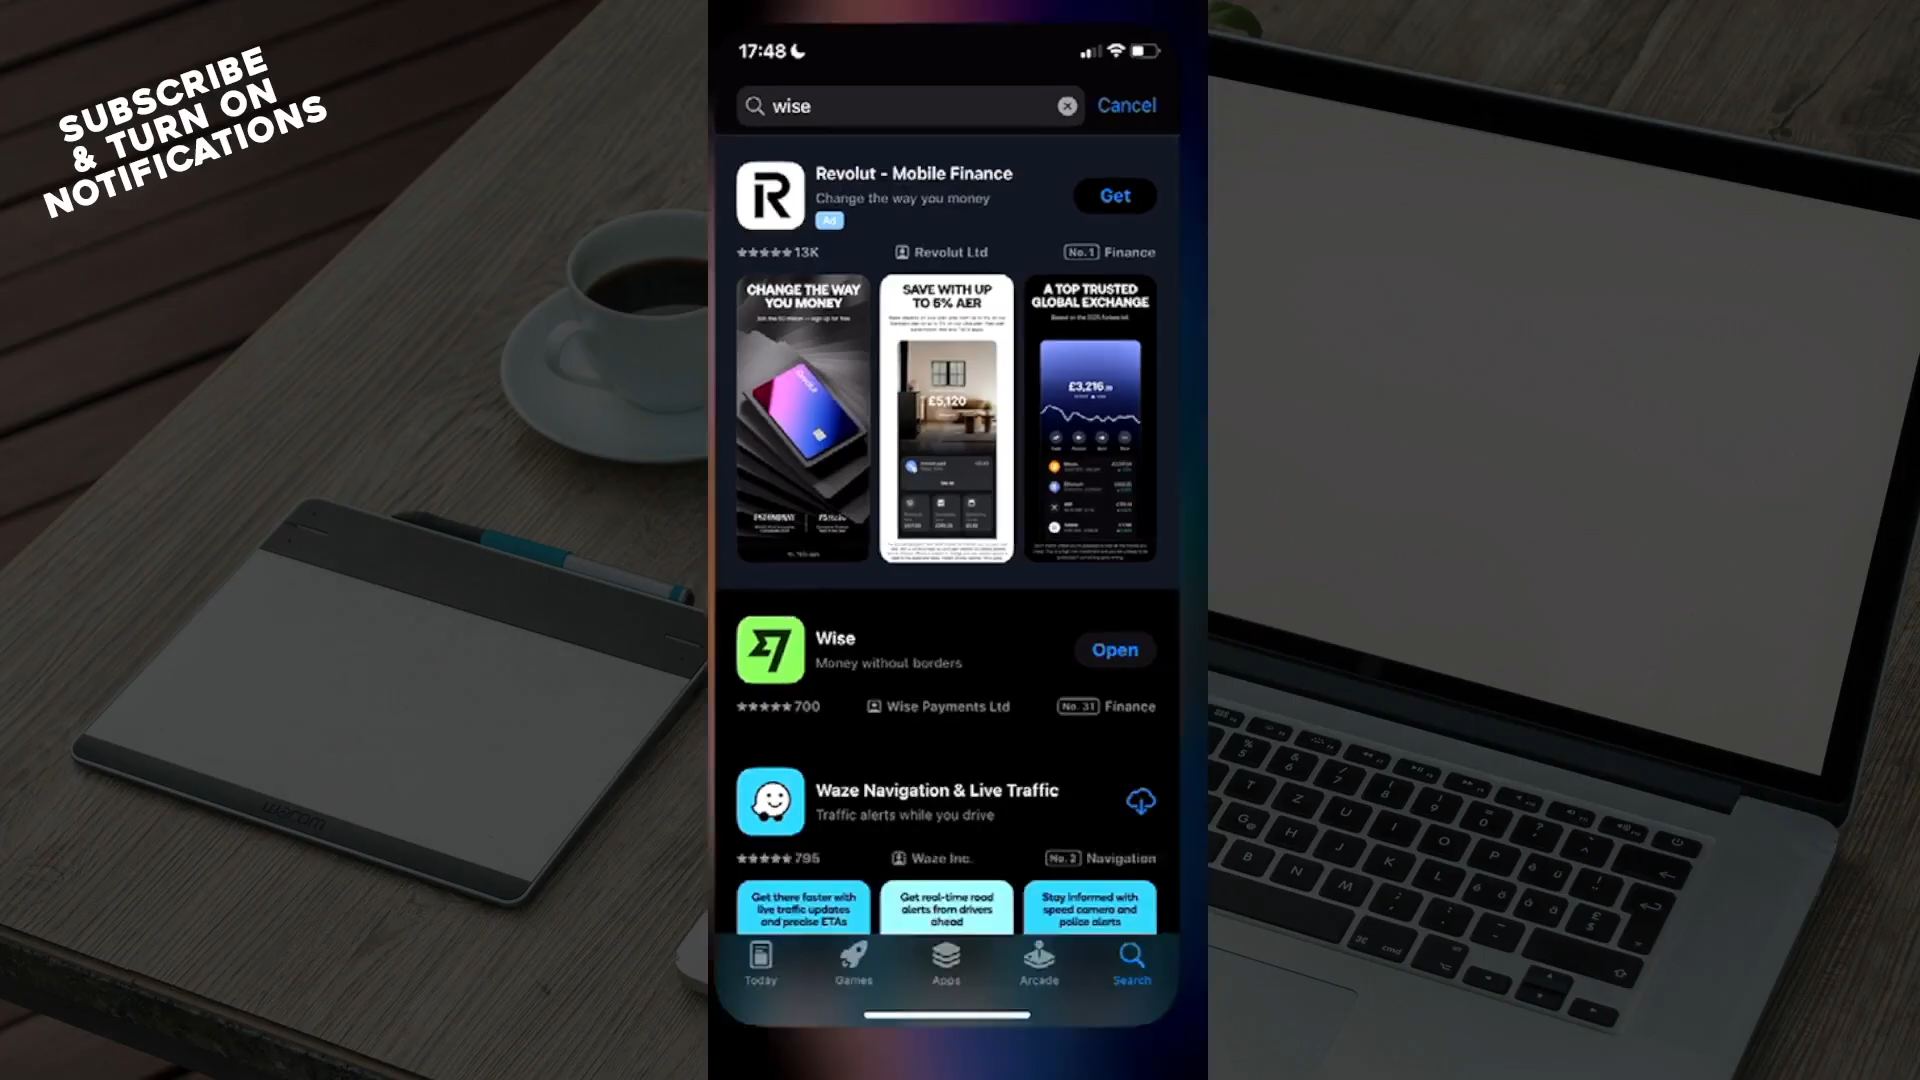 SUBSCRIBE
& TURN ON
NOTIFICATIONS
17:48
wise
Cancel
Revolut - Mobile Finance
Change the way you money
Ad
Get
13K
Revolut Ltd
No.1 Finance
CHANGE THE WAY
YOU MONEY
SAVE WITH UP
TO 5% AER
£5,120
A TOP TRUSTED
GLOBAL EXCHANGE
£3,216
Wise
Money without borders
Open
700
Wise Payments Ltd
No. 31 Finance
Waze Navigation & Live Traffic
Traffic alerts while you drive
795
Waze Inc.
No. 2 Navigation
Get there faster with
live traffic updates
and precise ETAs
Get real-time road
alerts from drivers
ahead
Stay informed with
speed camera and
police alerts
Today
Games
Apps
Arcade
Search
wacom